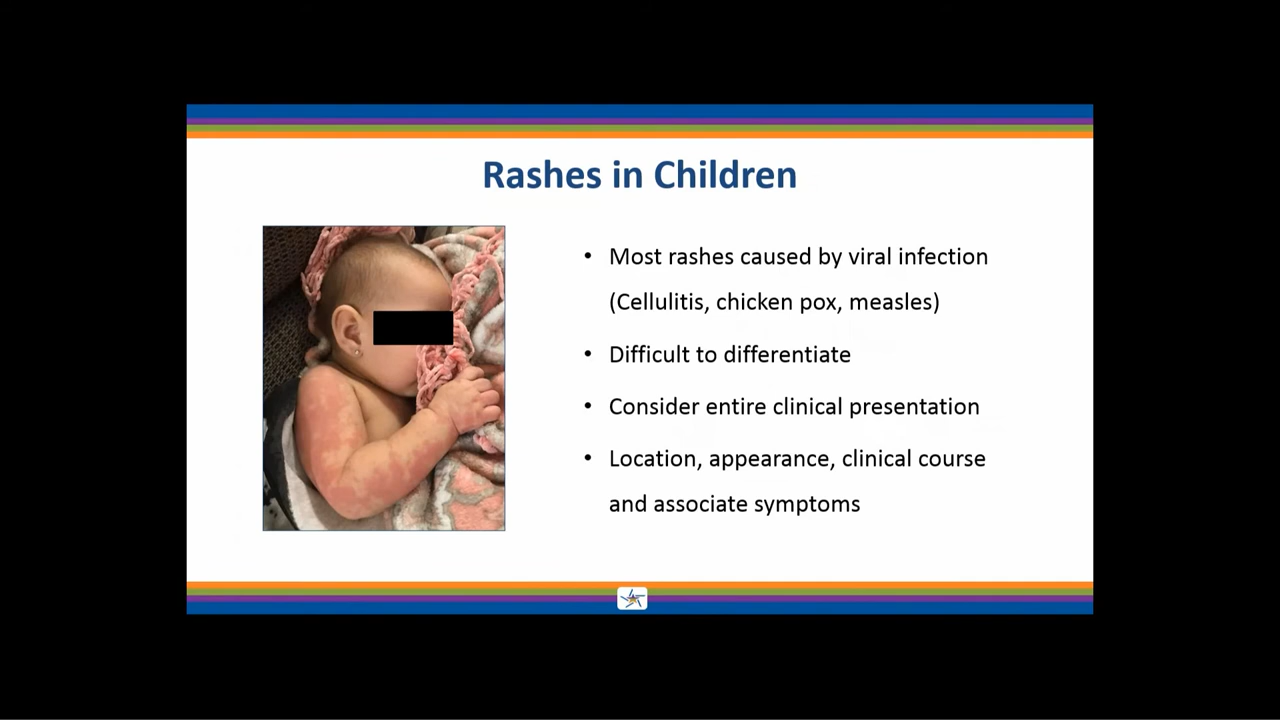 Rashes in Children
• Most rashes caused by viral infection
(Cellulitis, chicken pox, measles)
• Difficult to differentiate
• Consider entire clinical presentation
• Location, appearance, clinical course
and associate symptoms